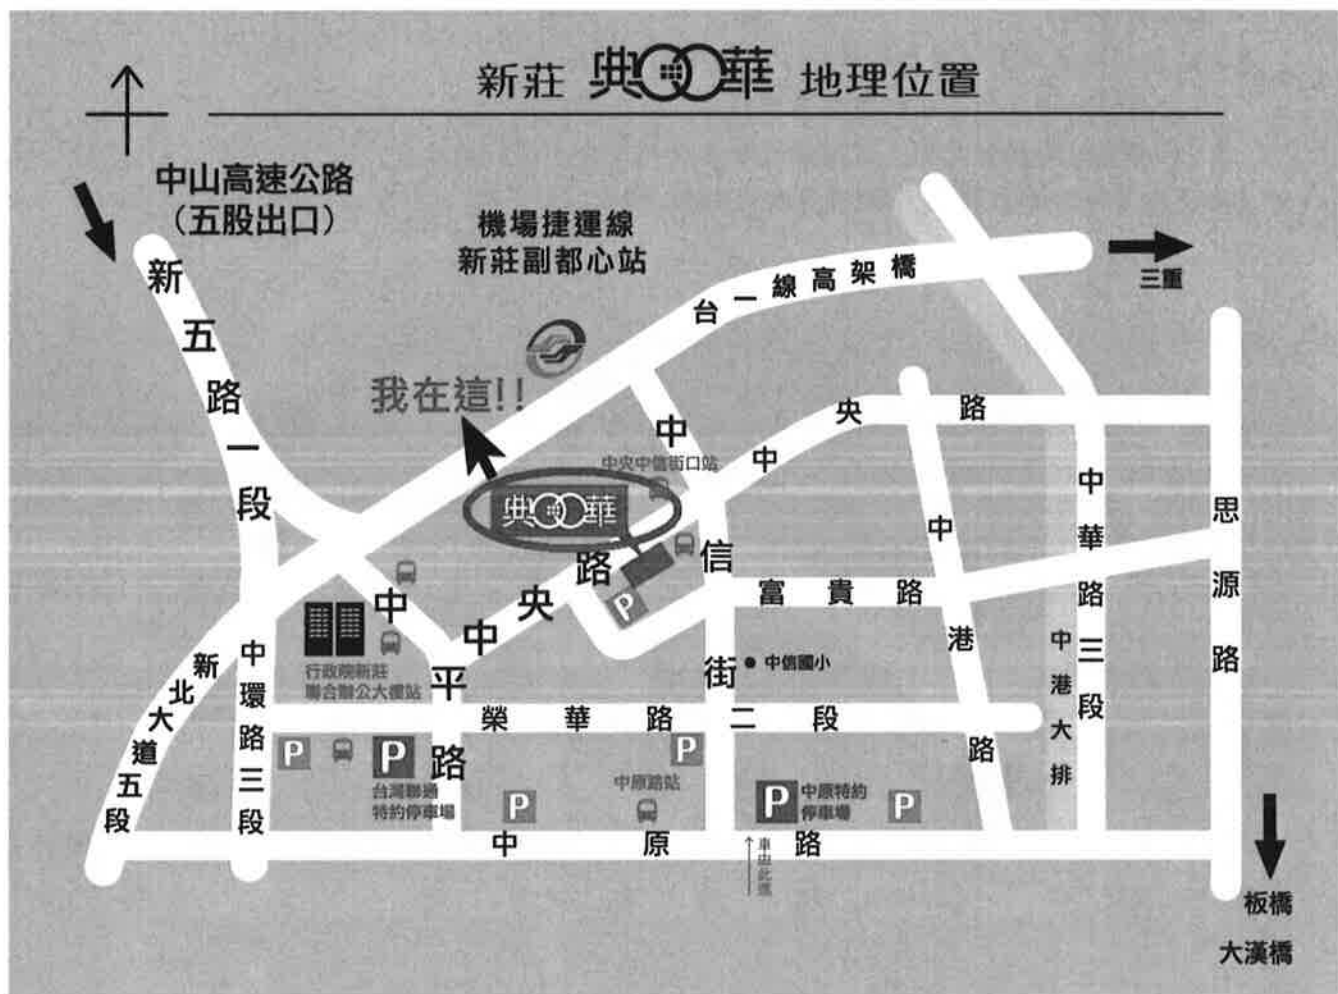 新莊 典華 地理位置
中山高速公路
（五股出口）
機場捷運線
新莊副都心站
台一線高架橋
三重
新五路一段
我在這!!
中央路
中信街
中央中信街口站
典華
中央路
中華路三段
思源路
富貴路
中港路
中港大排
中平路
行政院新莊
聯合辦公大樓站
中信國小
新北大道五段
中環路三段
榮華路二段
P
P
台灣聯通
特約停車場
P
P
中原路站
P
P
中原特約
停車場
P
中原路
車由此進
板橋
大漢橋